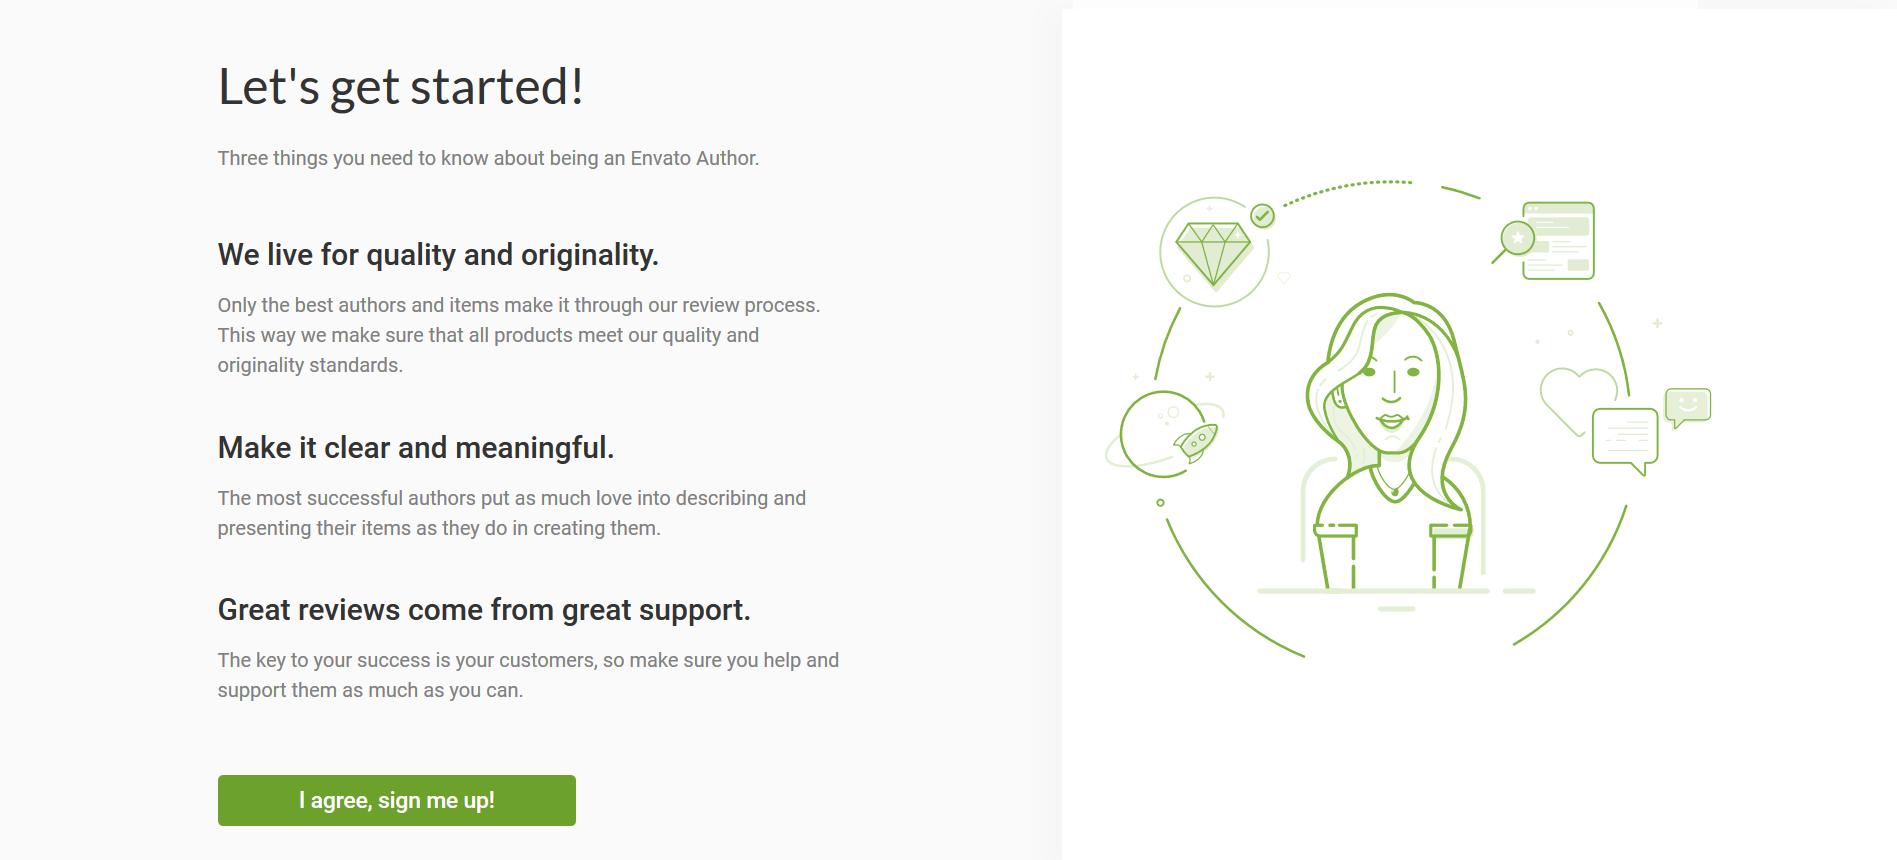 Let's get started!
Three things you need to know about being an Envato Author.
We live for quality and originality.
Only the best authors and items make it through our review process.
This way we make sure that all products meet our quality and
originality standards.
Make it clear and meaningful.
The most successful authors put as much love into describing and
presenting their items as they do in creating them.
Great reviews come from great support.
The key to your success is your customers, so make sure you help and
support them as much as you can.
I agree, sign me up!